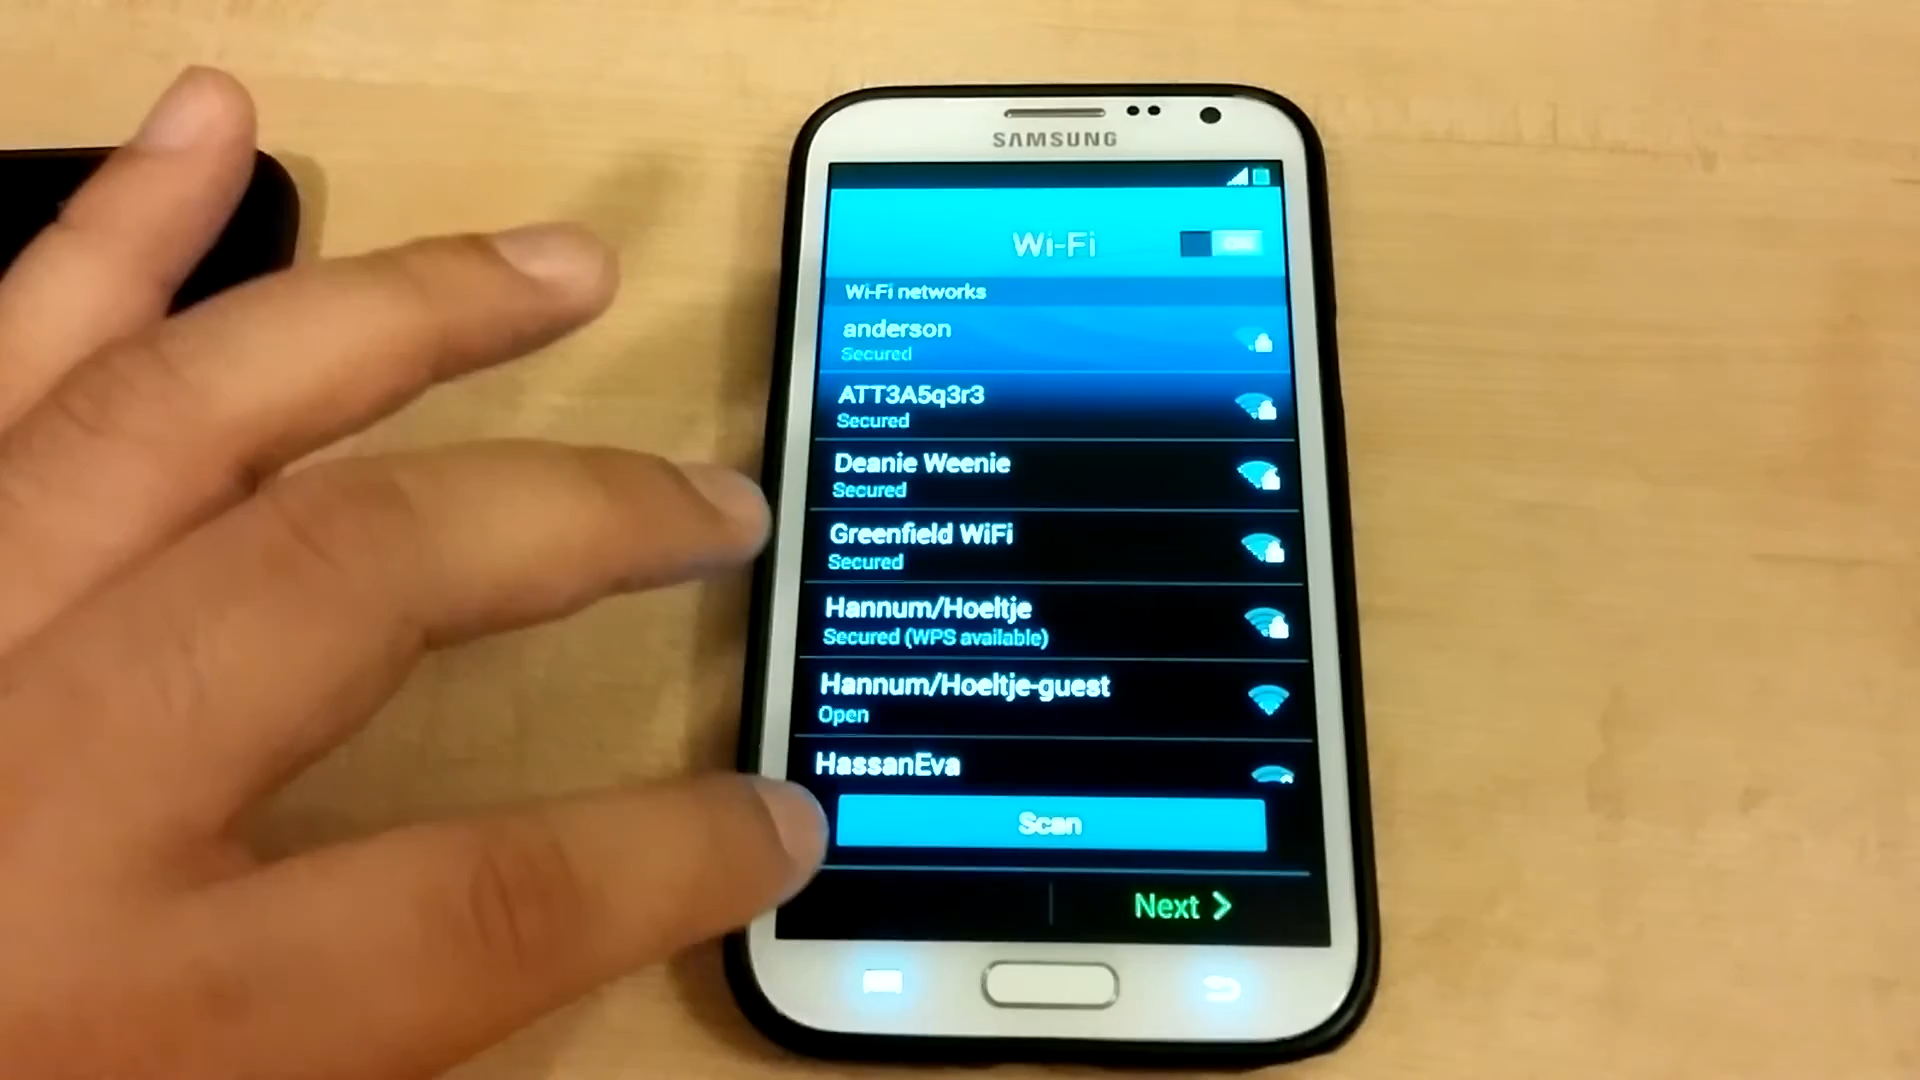 SAMSUNG
Wi-Fi
ON
Wi-Fi networks
anderson
Secured
ATT3A5q3r3
Secured
Deanie Weenie
Secured
Greenfield WiFi
Secured
Hannum/Hoeltje
Secured (WPS available)
Hannum/Hoeltje-guest
Open
HassanEva
Scan
Next